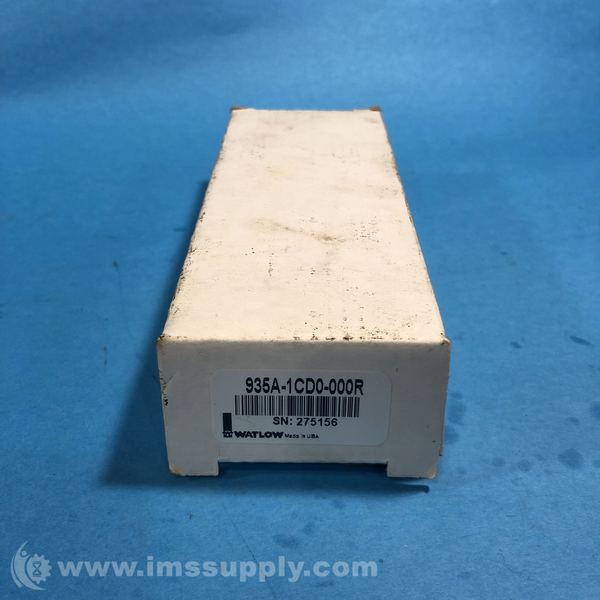 935A-1CD0-000R
SN: 275156
WATLOW Made in USA
www.imssupply.com